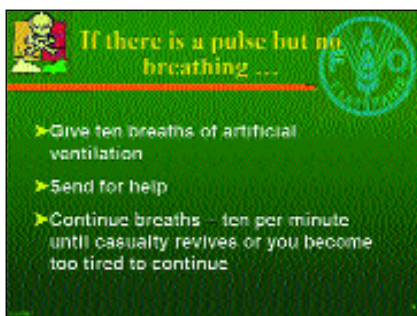 If there is a pulse but no
breathing ...
F A O
➤Give ten breaths of artificial
ventilation
➤Send for help
➤Continue breaths – ten per minute
until casualty revives or you become
too tired to continue